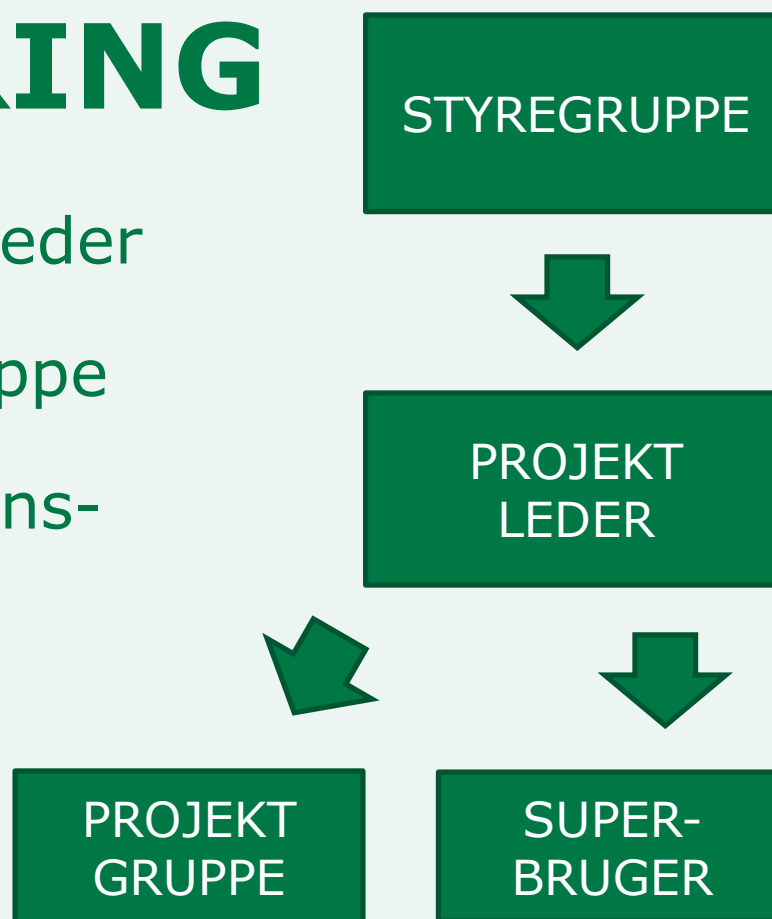 RING
STYREGRUPPE
eder
ppe
ns-
PROJEKT
LEDER
PROJEKT
GRUPPE
SUPER-
BRUGER